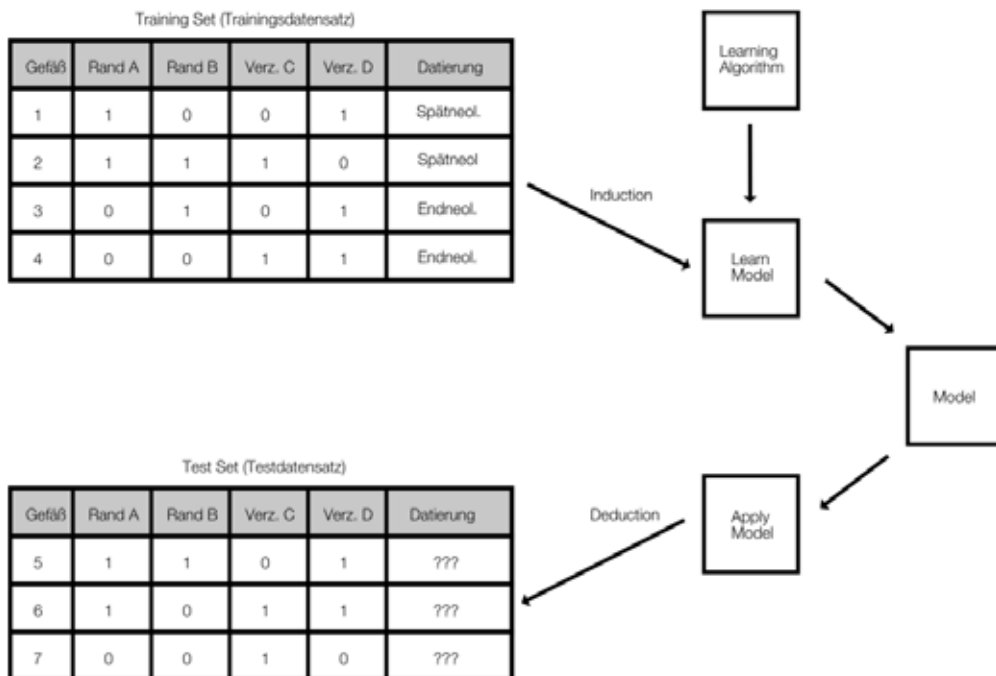 Training Set (Trainingsdatensatz)
Gefäß Rand A Rand B Verz. C Verz. D Datierung
1 1 0 0 1 Spätneol.
2 1 1 1 0 Spätneol
3 0 1 0 1 Endneol.
4 0 0 1 1 Endneol.
Learning
Algorithm
Induction
Learn
Model
Model
Test Set (Testdatensatz)
Gefäß Rand A Rand B Verz. C Verz. D Datierung
5 1 1 0 1 ???
6 1 0 1 1 ???
7 0 0 1 0 ???
Deduction
Apply
Model